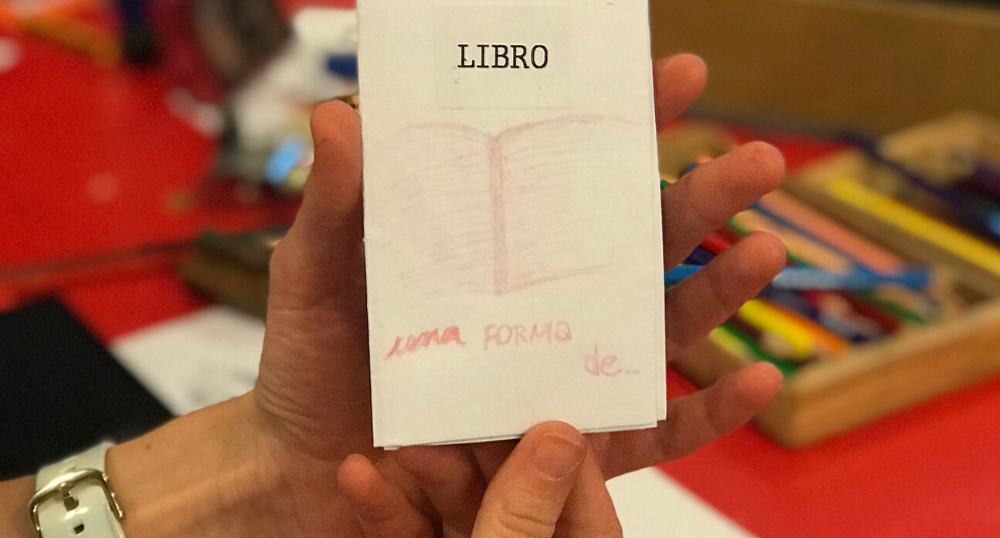 LIBRO
una FORMA
de...